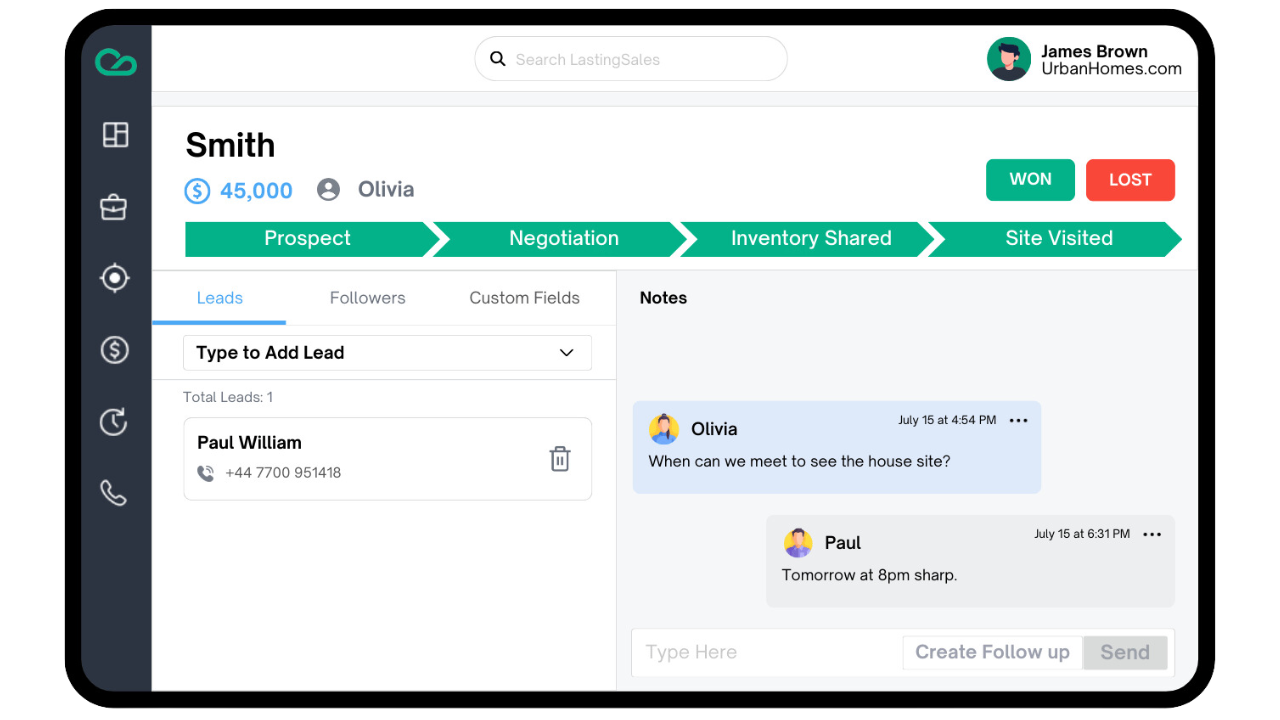 Search LastingSales
James Brown
UrbanHomes.com
Smith
45,000 Olivia
WON LOST
Prospect Negotiation Inventory Shared Site Visited
Leads Followers Custom Fields
Type to Add Lead
Total Leads: 1
Paul William
+44 7700 951418
Notes
Olivia July 15 at 4:54 PM
When can we meet to see the house site?
Paul July 15 at 6:31 PM
Tomorrow at 8pm sharp.
Type Here Create Follow up Send